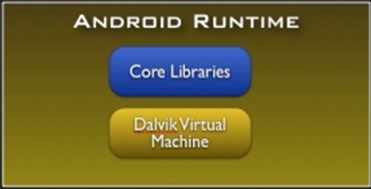 ANDROID RUNTIME
Core Libraries
Dalvik Virtual
Machine